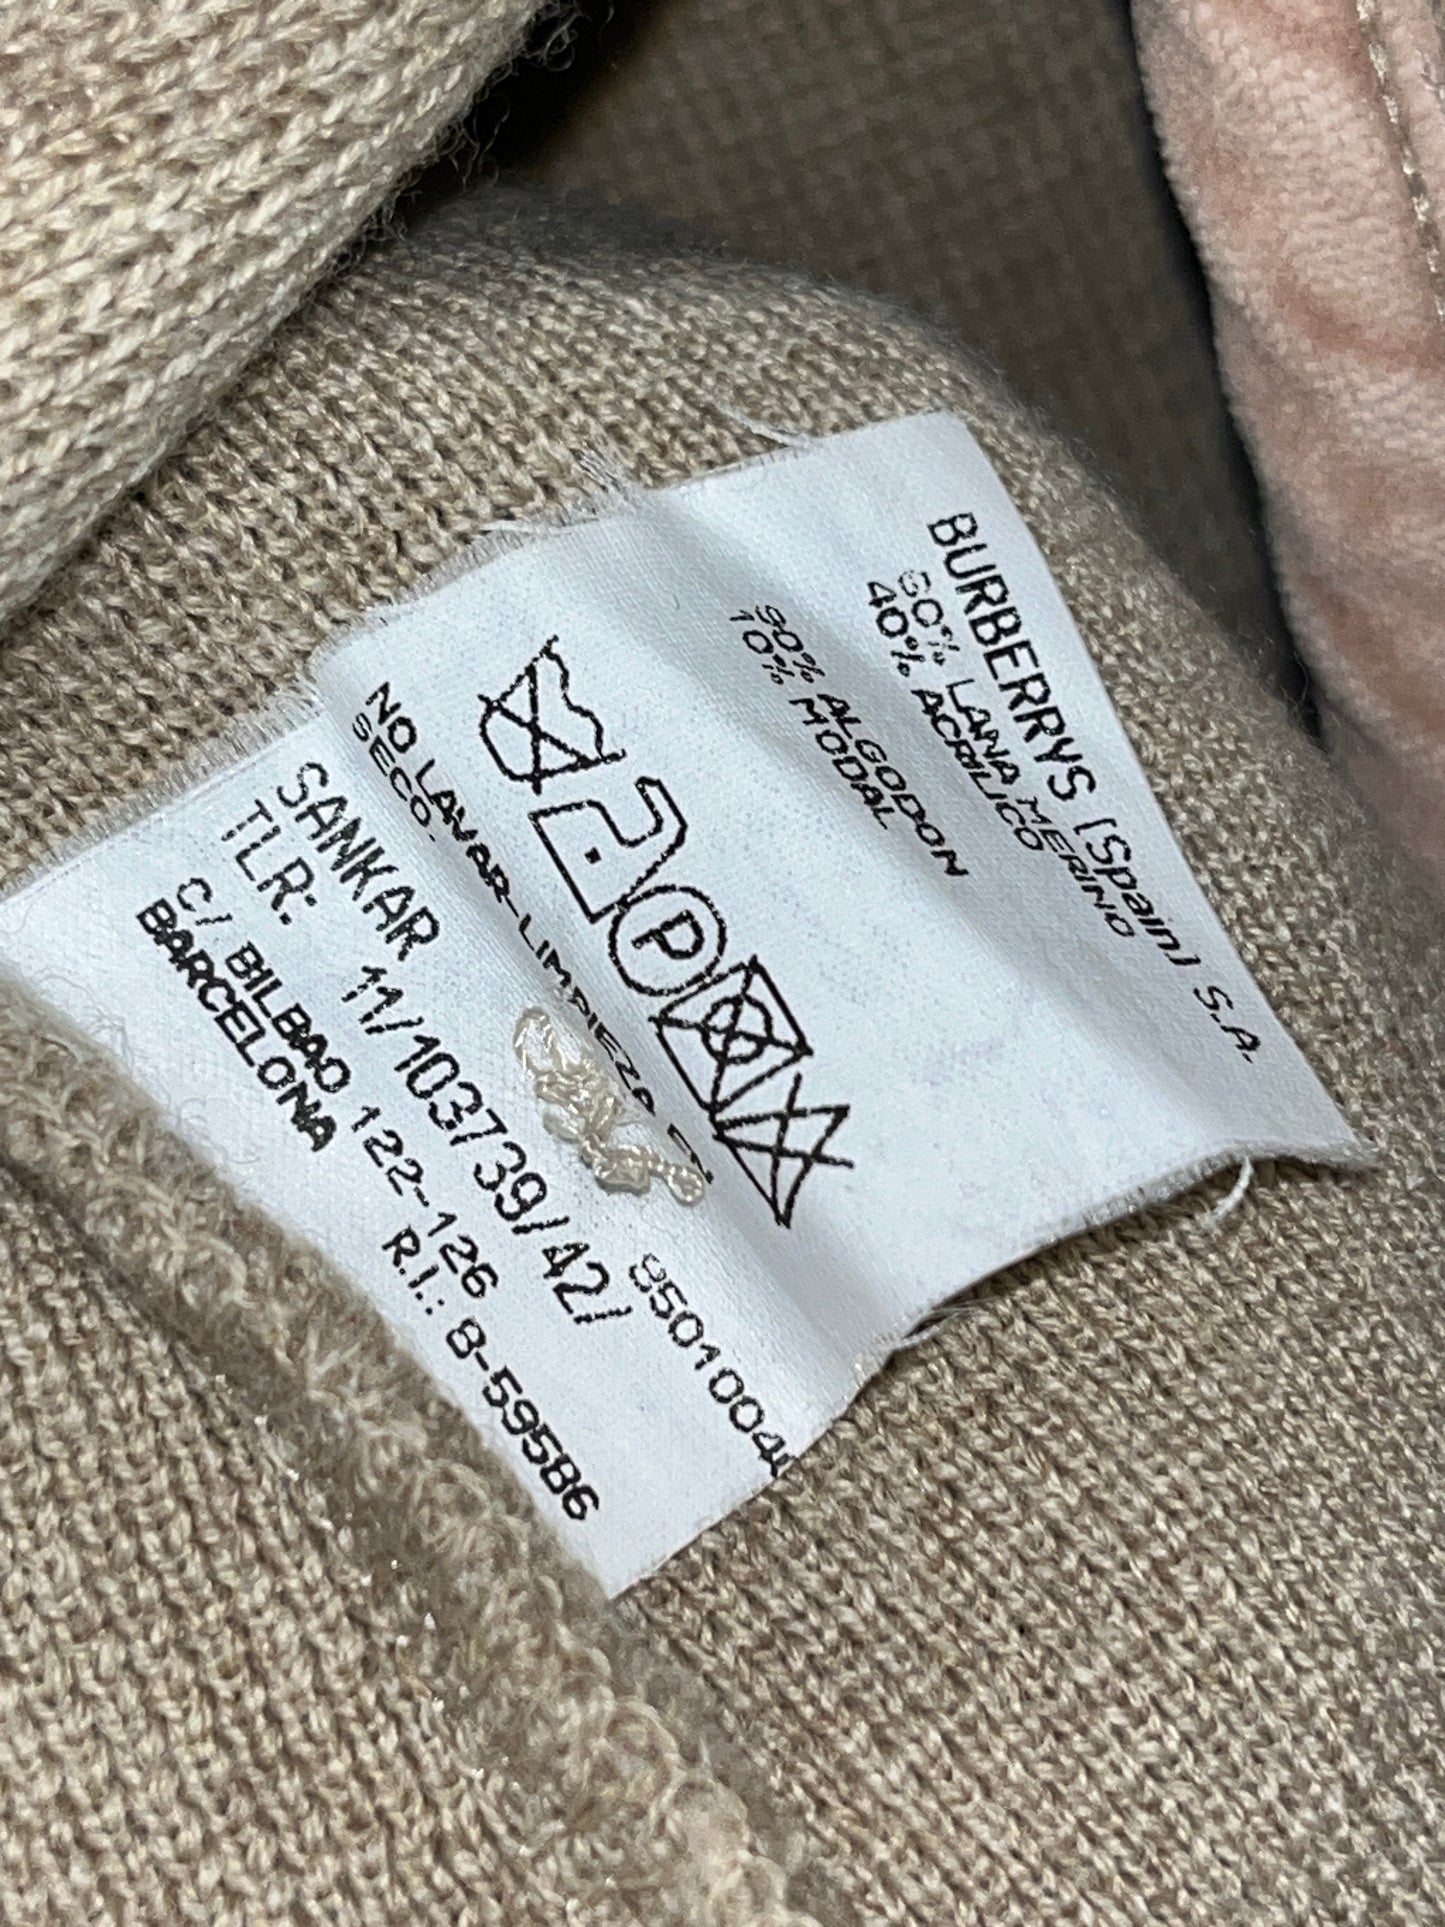 BURBERRYS (Spain) S.A.
60% LANA MERINO
40% ACRILICO
90% ALGODON
10% MODAL
P
NO LAVAR-LIMPIEZA EN
SECO.
SANKAR
TLR: 11/103739/42/
95010040
C/ BILBAO 122-126
BARCELONA R.I.: B-59586